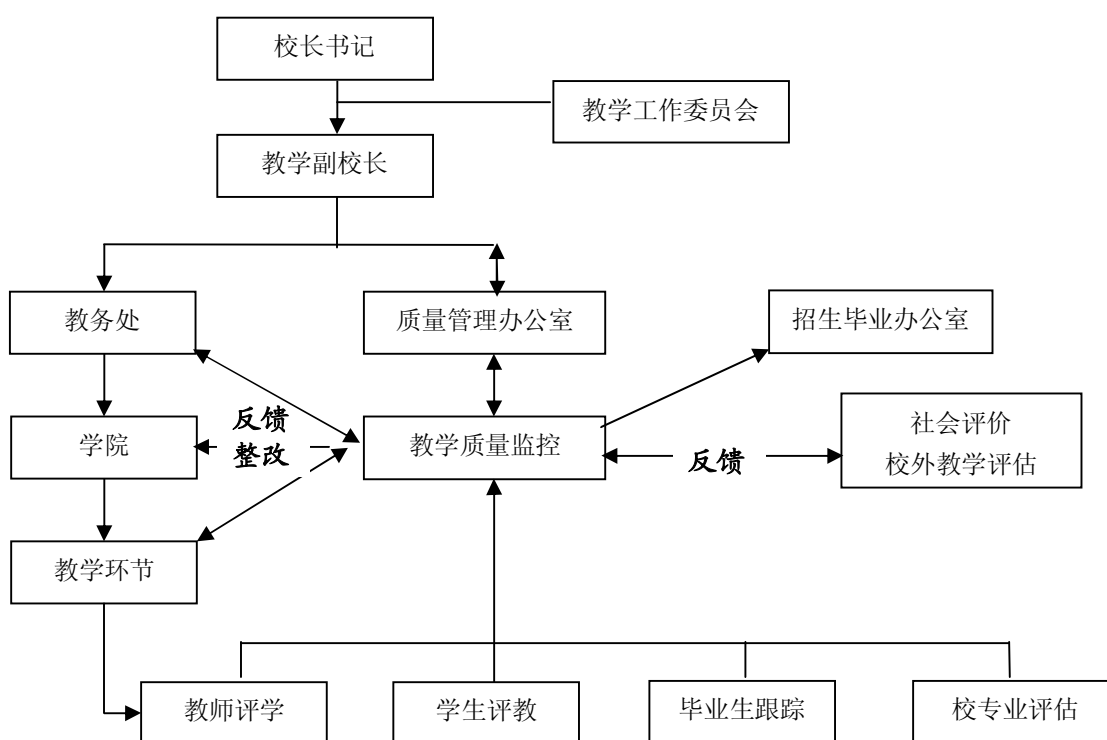 校长书记
教学工作委员会
教学副校长
教务处
质量管理办公室
招生毕业办公室
学院
反馈
整改
教学质量监控
反馈
社会评价
校外教学评估
教学环节
教师评学
学生评教
毕业生跟踪
校专业评估